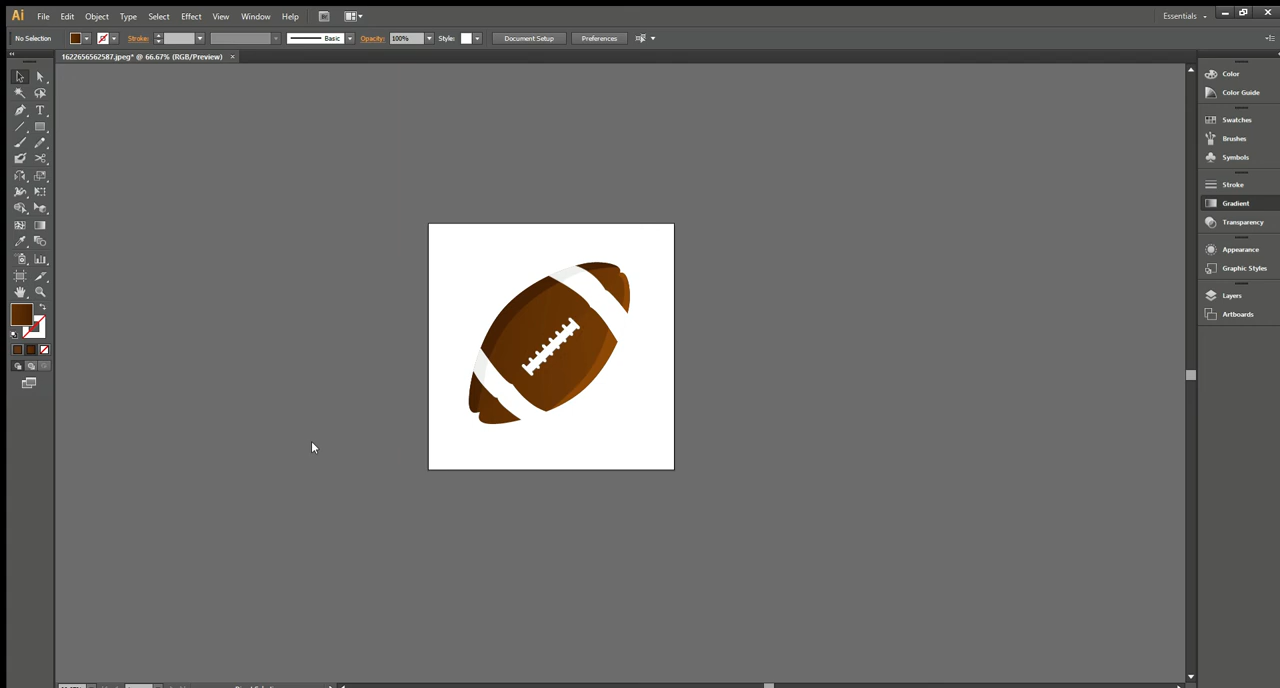 Ai File Edit Object Type Select Effect View Window Help Br Essentials
No Selection Stroke: Basic Opacity: 100% Style: Document Setup Preferences
1622656562587.jpeg* @ 66.67% (RGB/Preview)
Color
Color Guide
Swatches
Brushes
Symbols
Stroke
Gradient
Transparency
Appearance
Graphic Styles
Layers
Artboards